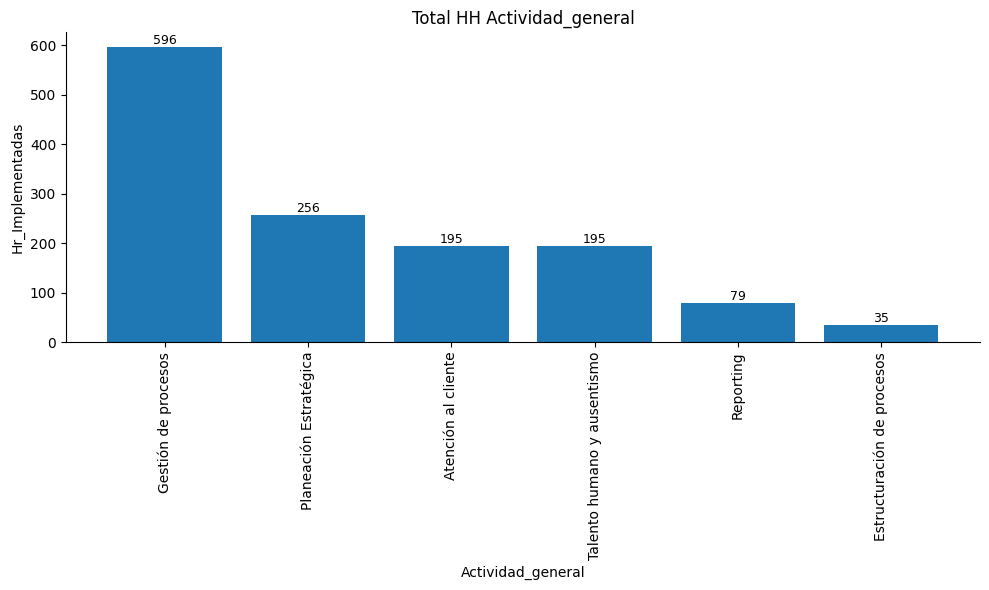 Total HH Actividad_general
Hr_Implementadas
600
500
400
300
200
100
0
596
256
195
195
79
35
Gestión de procesos
Planeación Estratégica
Atención al cliente
Talento humano y ausentismo
Reporting
Estructuración de procesos
Actividad_general